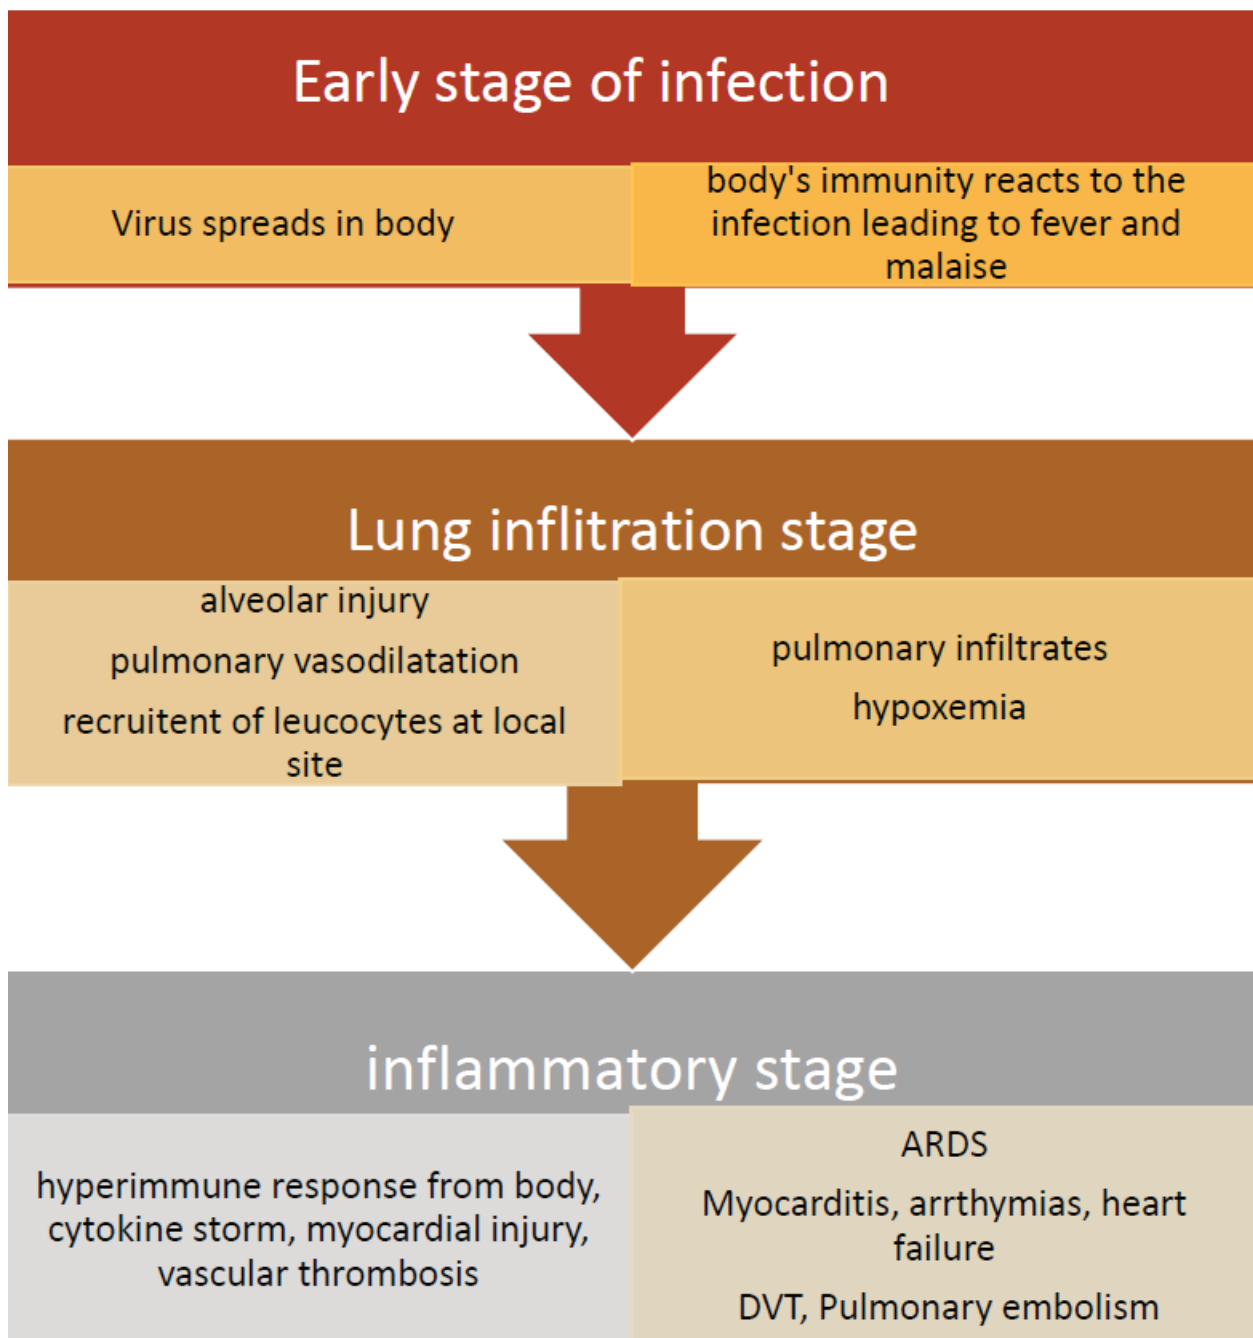 Early stage of infection
Virus spreads in body
body's immunity reacts to the
infection leading to fever and
malaise
Lung inflitration stage
alveolar injury
pulmonary vasodilatation
recruitent of leucocytes at local
site
pulmonary infiltrates
hypoxemia
inflammatory stage
hyperimmune response from body,
cytokine storm, myocardial injury,
vascular thrombosis
ARDS
Myocarditis, arrthymias, heart
failure
DVT, Pulmonary embolism